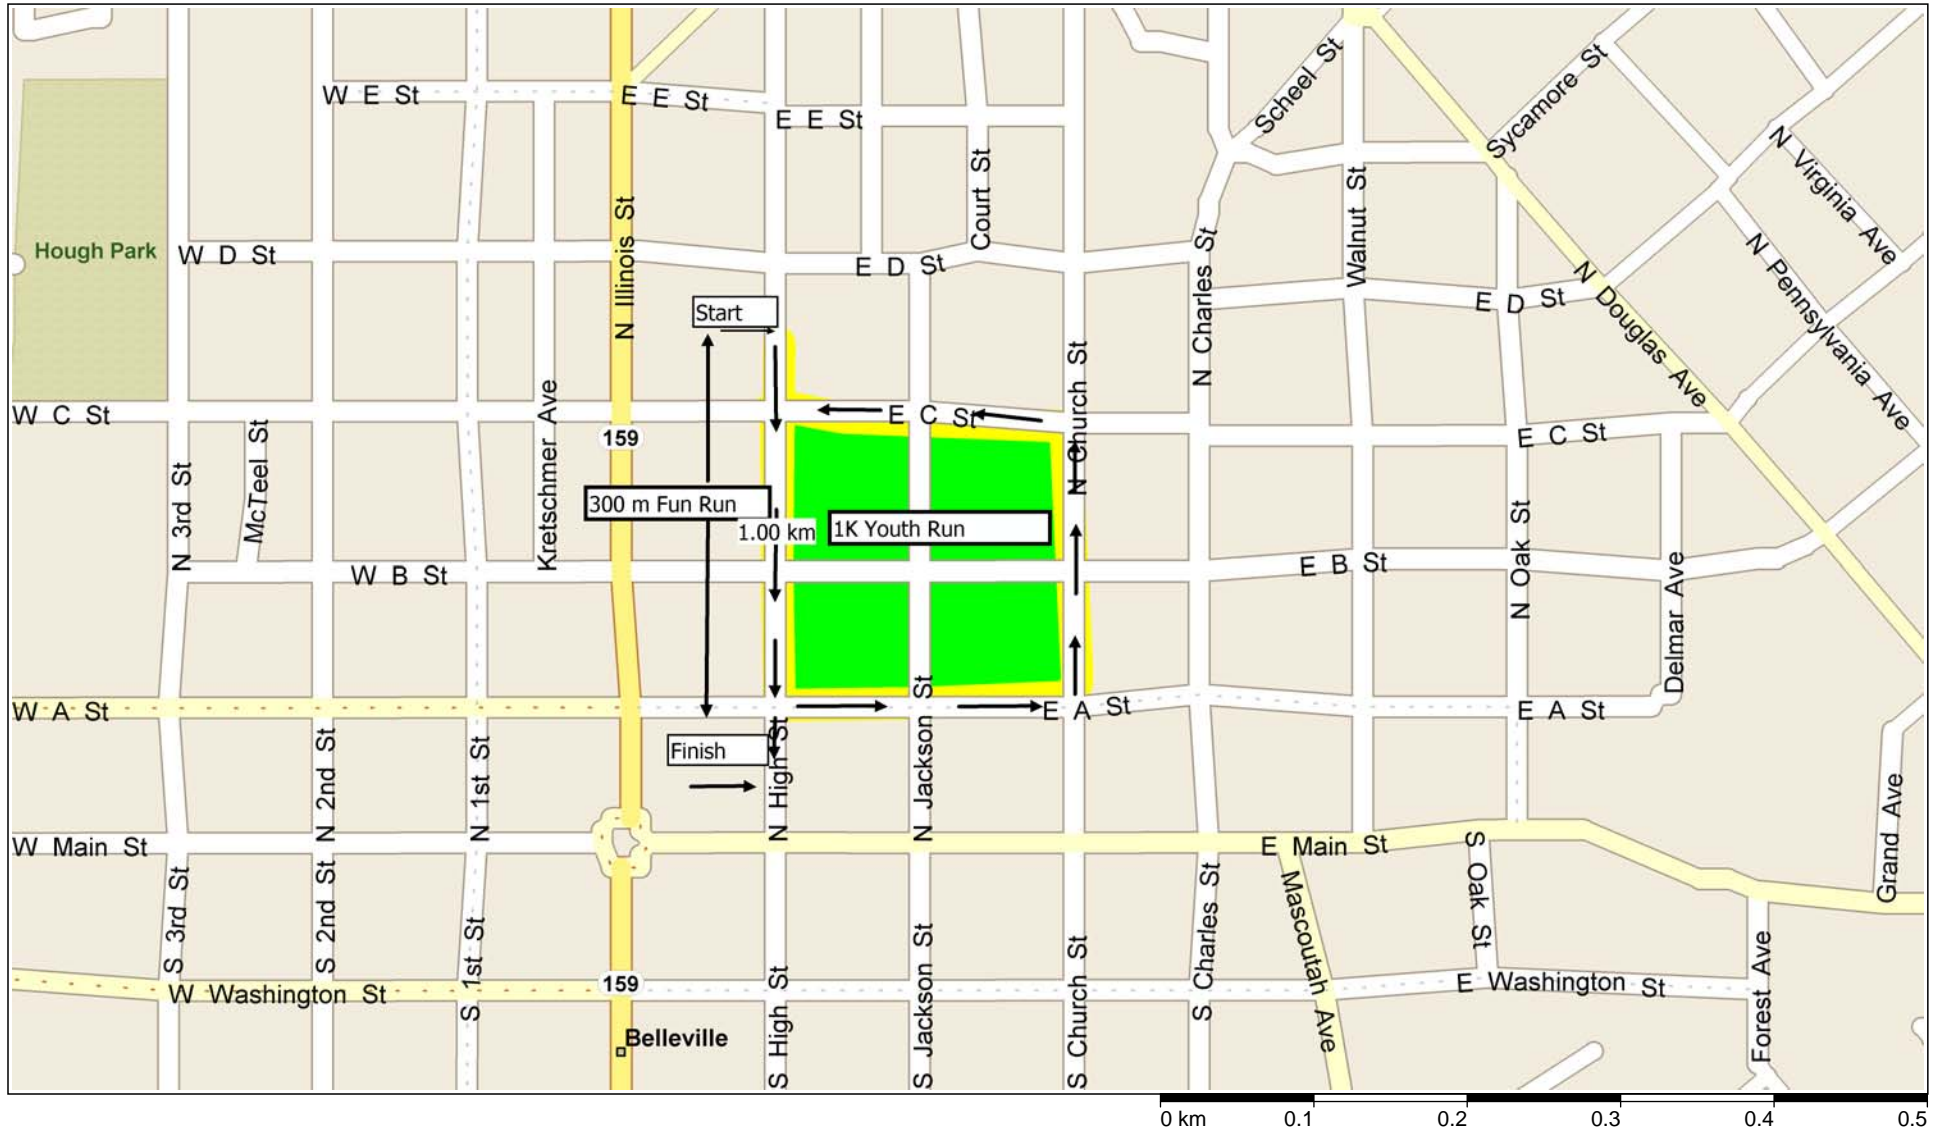 W E St
E E St
E E St
Scheel St
Sycamore St
N Virginia Ave
Court St
Walnut St
N Illinois St
Hough Park
W D St
E D St
N Charles St
E D St
N Douglas Ave
N Pennsylvania Ave
Start
N Church St
W C St
McTeel St
Kretschmer Ave
159
E C St
E C St
N 3rd St
300 m Fun Run
1.00 km
1K Youth Run
N Oak St
W B St
E B St
Delmar Ave
W A St
E A St
E A St
N 2nd St
N 1st St
Finish
N High St
N Jackson St
W Main St
E Main St
Grand Ave
S 3rd St
S 2nd St
S 1st St
S Charles St
Mascoutah Ave
S Oak St
W Washington St
159
E Washington St
Belleville
S High St
S Jackson St
S Church St
Forest Ave
0 km 0.1 0.2 0.3 0.4 0.5